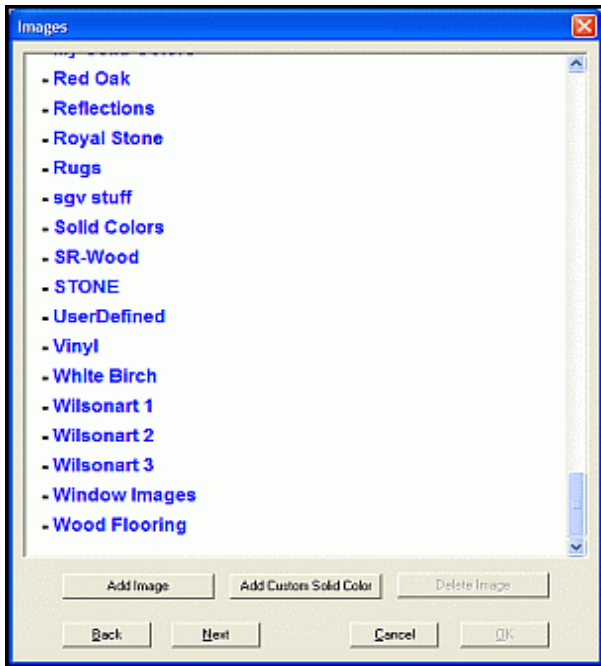 Images
- Red Oak
- Reflections
- Royal Stone
- Rugs
- sgv stuff
- Solid Colors
- SR-Wood
- STONE
- UserDefined
- Vinyl
- White Birch
- Wilsonart 1
- Wilsonart 2
- Wilsonart 3
- Window Images
- Wood Flooring
Add Image Add Custom Solid Color Delete Image
Back Next Cancel OK